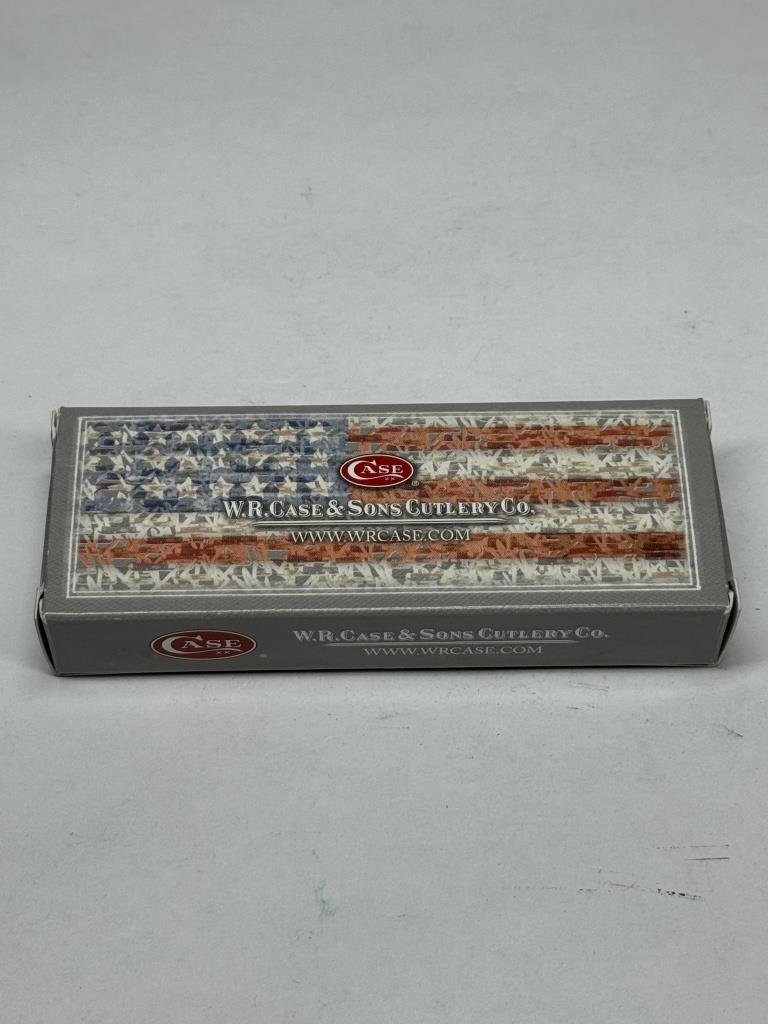 CASE
XX
®
W.R. CASE & SONS CUTLERY CO.
WWW.WRCASE.COM
CASE
XX
®
W.R. CASE & SONS CUTLERY CO.
WWW.WRCASE.COM